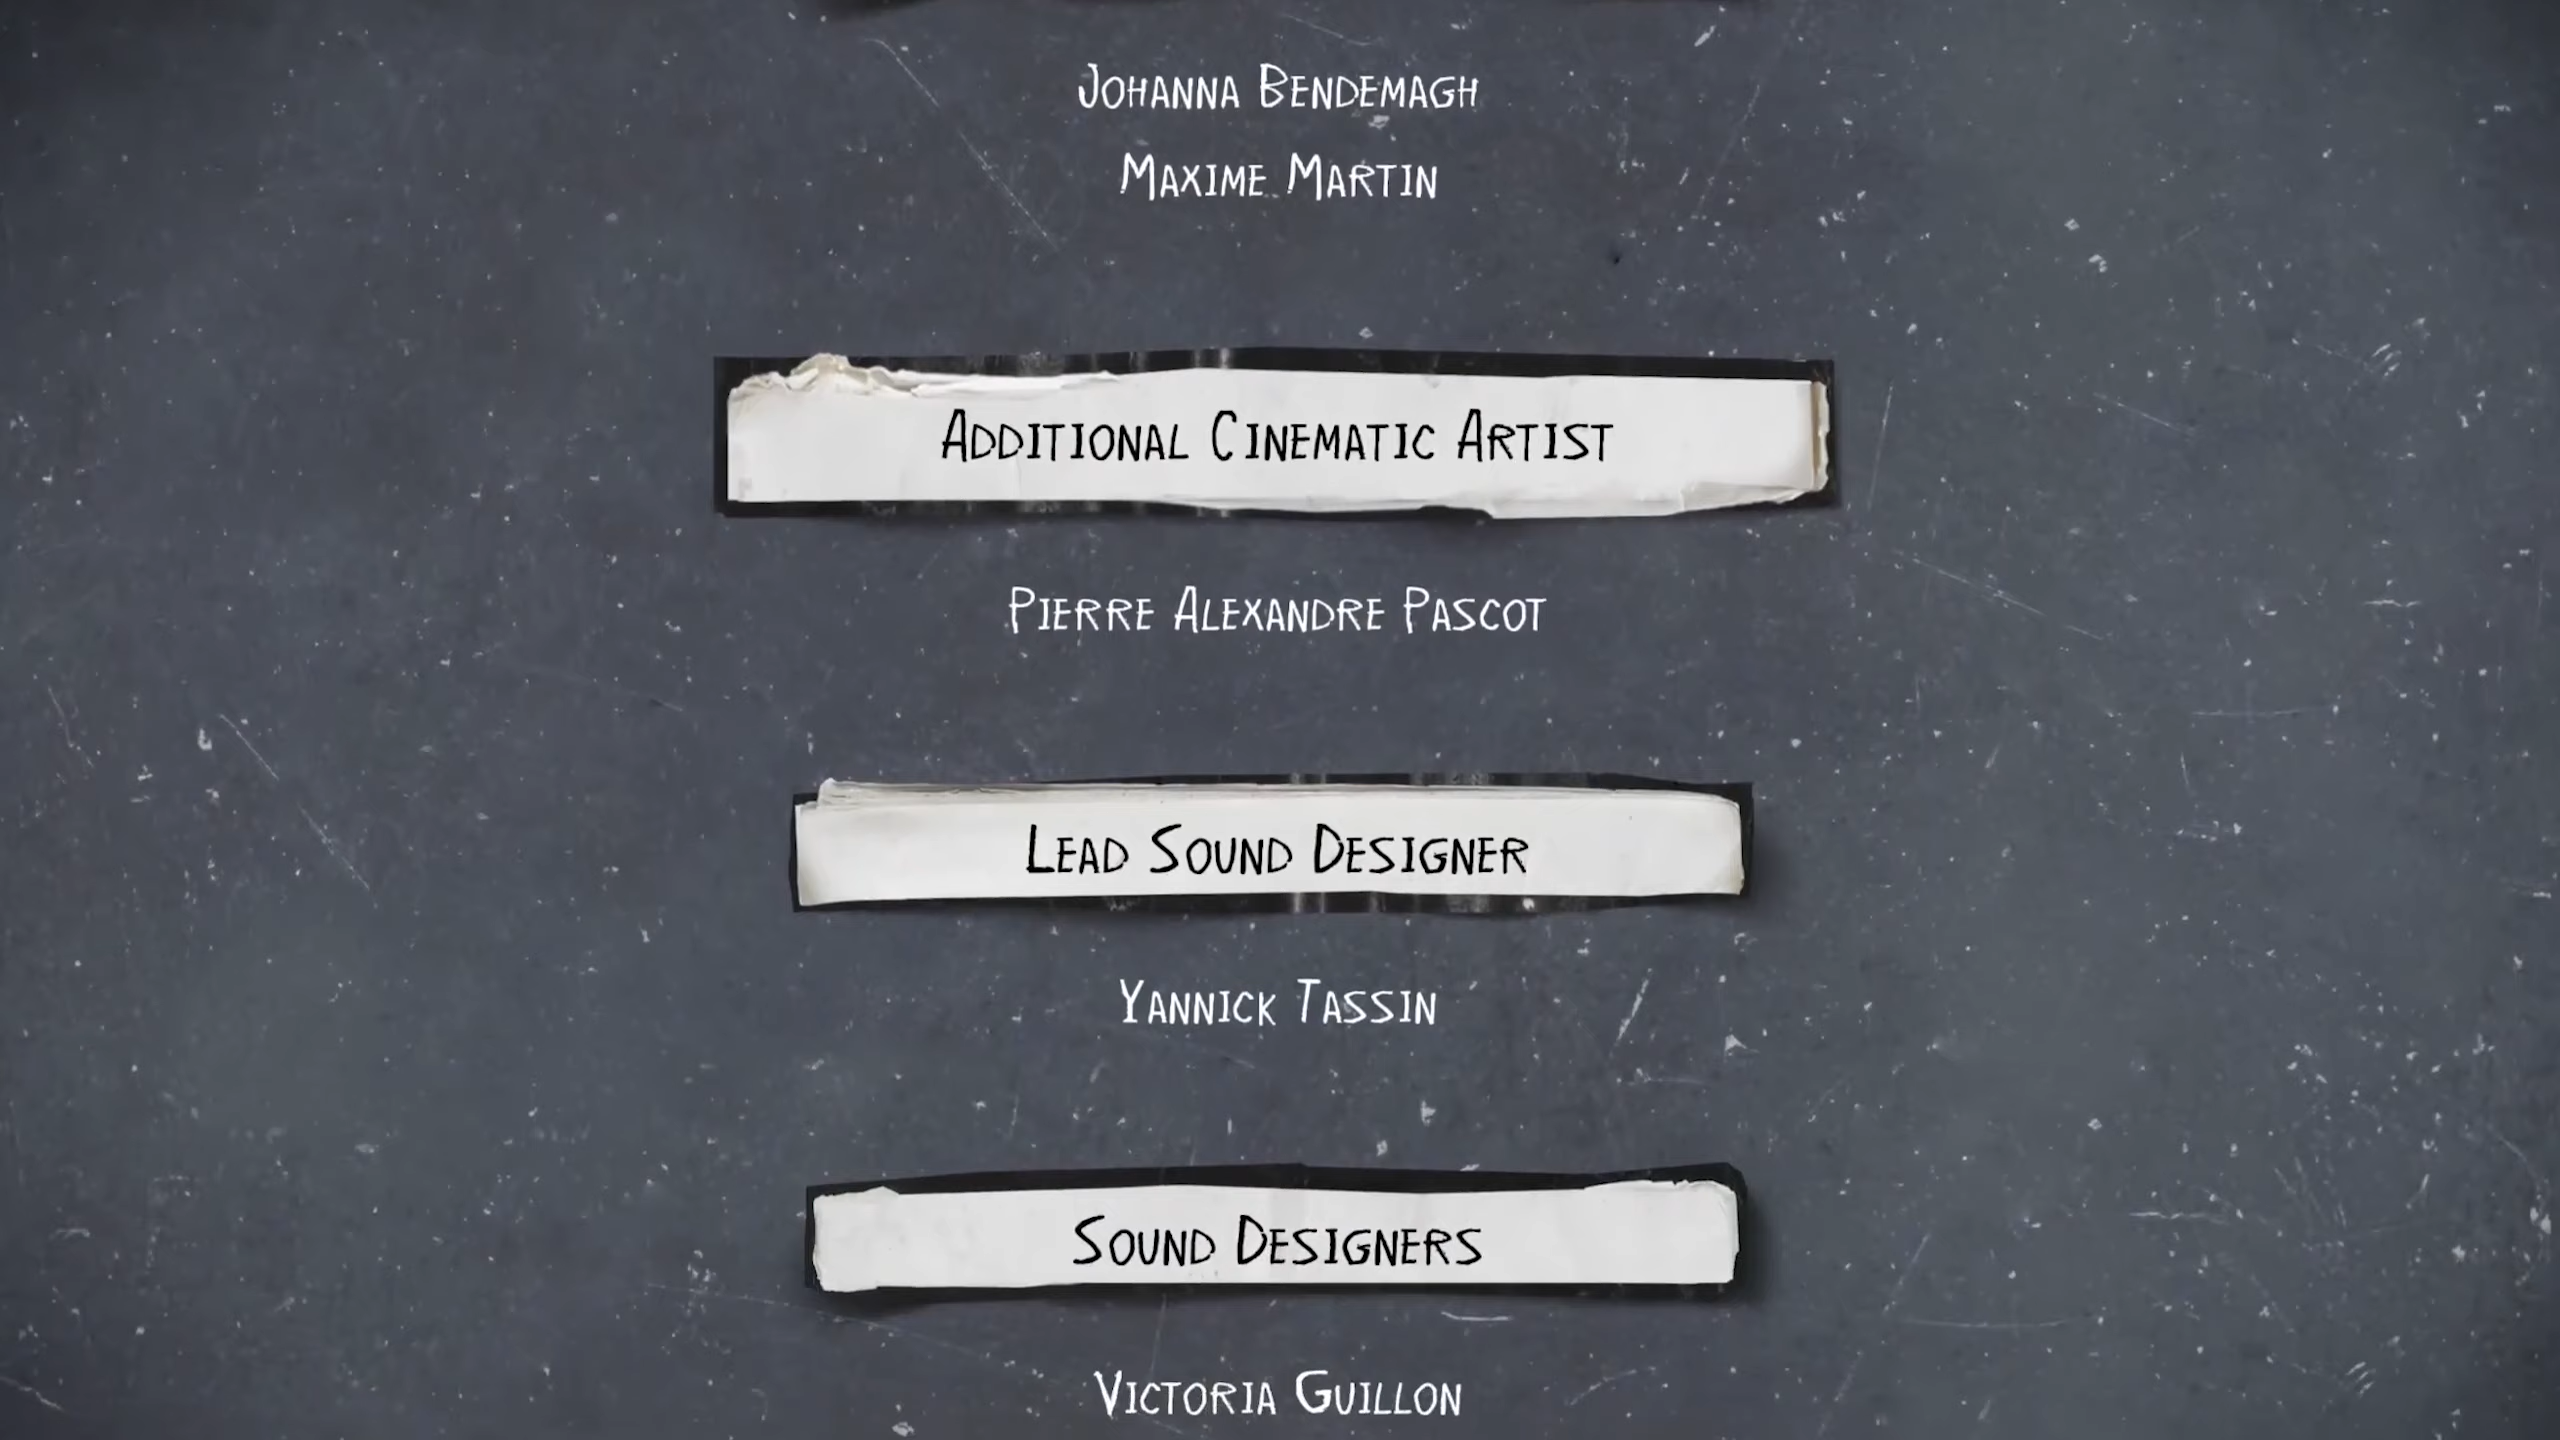 Johanna Bendemagh
Maxime Martin
Additional Cinematic Artist
Pierre Alexandre Pascot
Lead Sound Designer
Yannick Tassin
Sound Designers
Victoria Guillon